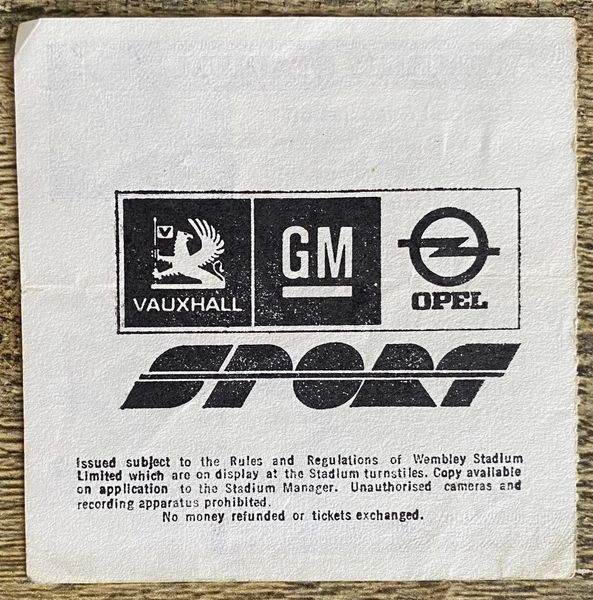 V
VAUXHALL
GM
OPEL
SPORT
Issued subject to the Rules and Regulations of Wembley Stadium
Limited which are on display at the Stadium turnstiles. Copy available
on application to the Stadium Manager. Unauthorised cameras and
recording apparatus prohibited.
No money refunded or tickets exchanged.